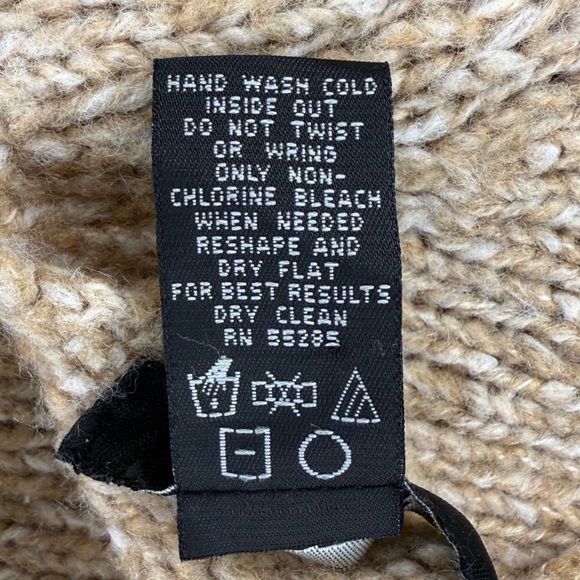 HAND WASH COLD
INSIDE OUT
DO NOT TWIST
OR WRING
ONLY NON-
CHLORINE BLEACH
WHEN NEEDED
RESHAPE AND
DRY FLAT
FOR BEST RESULTS
DRY CLEAN
RN 55285